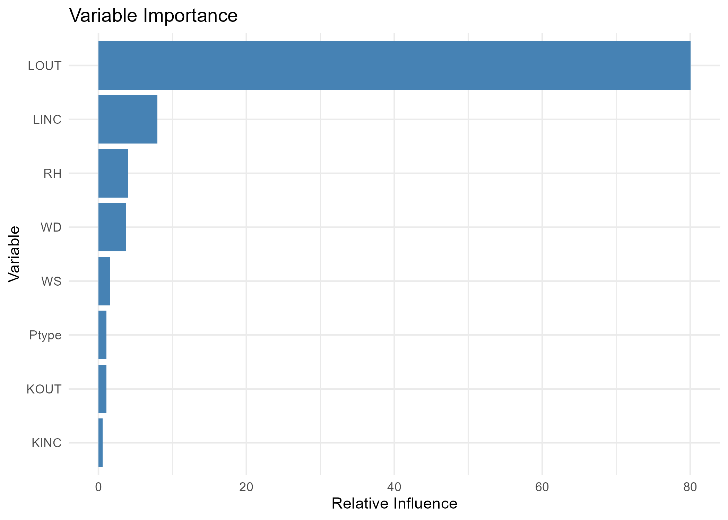 Variable Importance
LOUT
LINC
RH
WD
WS
Ptype
KOUT
KINC
Variable
0 20 40 60 80
Relative Influence